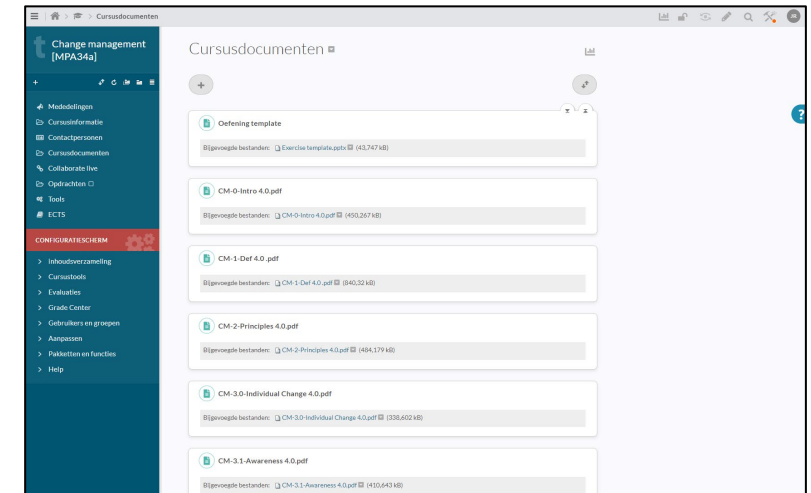 Cursusdocumenten
JR
t
Change management
[MPA34a]
Mededelingen
Cursusinformatie
Contactpersonen
Cursusdocumenten
Collaborate live
Opdrachten
Tools
ECTS
CONFIGURATIESCHERM
Inhoudsverzameling
Cursustools
Evaluaties
Grade Center
Gebruikers en groepen
Aanpassen
Pakketten en functies
Help
Cursusdocumenten
Oefening template
Bijgevoegde bestanden: Exercise template.pptx (43,747 kB)
CM-0-Intro 4.0.pdf
Bijgevoegde bestanden: CM-0-Intro 4.0.pdf (450,267 kB)
CM-1-Def 4.0 .pdf
Bijgevoegde bestanden: CM-1-Def 4.0 .pdf (840,32 kB)
CM-2-Principles 4.0.pdf
Bijgevoegde bestanden: CM-2-Principles 4.0.pdf (484,179 kB)
CM-3.0-Individual Change 4.0.pdf
Bijgevoegde bestanden: CM-3.0-Individual Change 4.0.pdf (338,602 kB)
CM-3.1-Awareness 4.0.pdf
Bijgevoegde bestanden: CM-3.1-Awareness 4.0.pdf (410,643 kB)
?